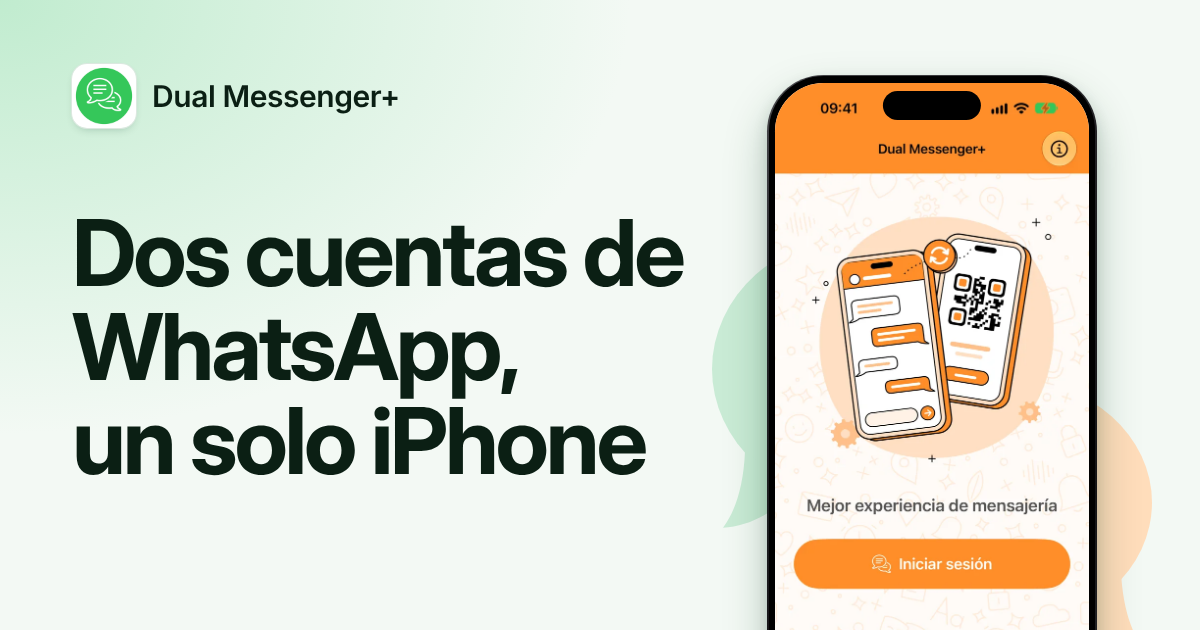 Dual Messenger+
Dos cuentas de
WhatsApp,
un solo iPhone
09:41
Dual Messenger+
Mejor experiencia de mensajería
Iniciar sesión